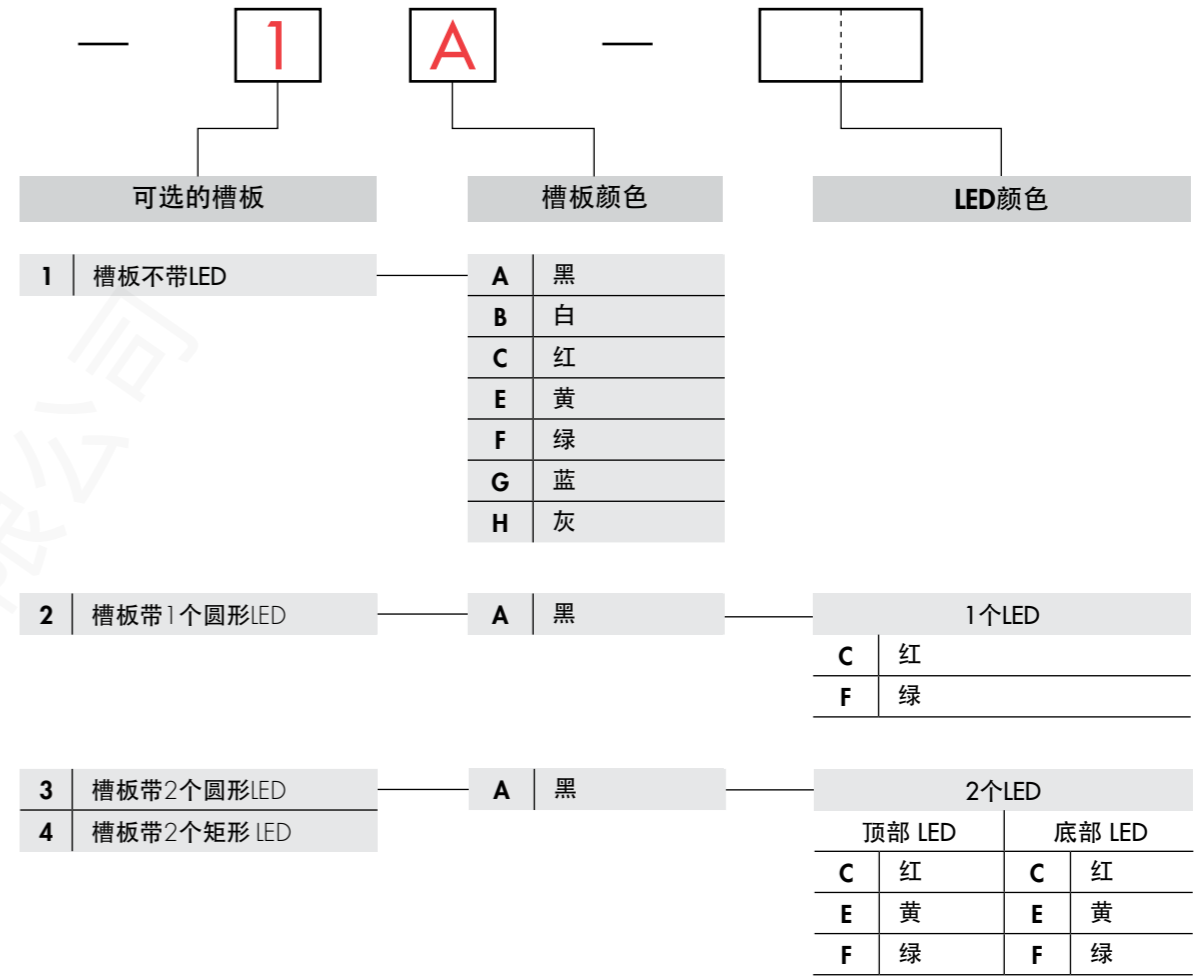 — 1 A —
可选的槽板 槽板颜色 LED颜色
1 槽板不带LED A 黑
B 白
C 红
E 黄
F 绿
G 蓝
H 灰
2 槽板带1个圆形LED A 黑 1个LED
C 红
F 绿
3 槽板带2个圆形LED A 黑 2个LED
4 槽板带2个矩形 LED 顶部 LED 底部 LED
C 红 C 红
E 黄 E 黄
F 绿 F 绿
限公司